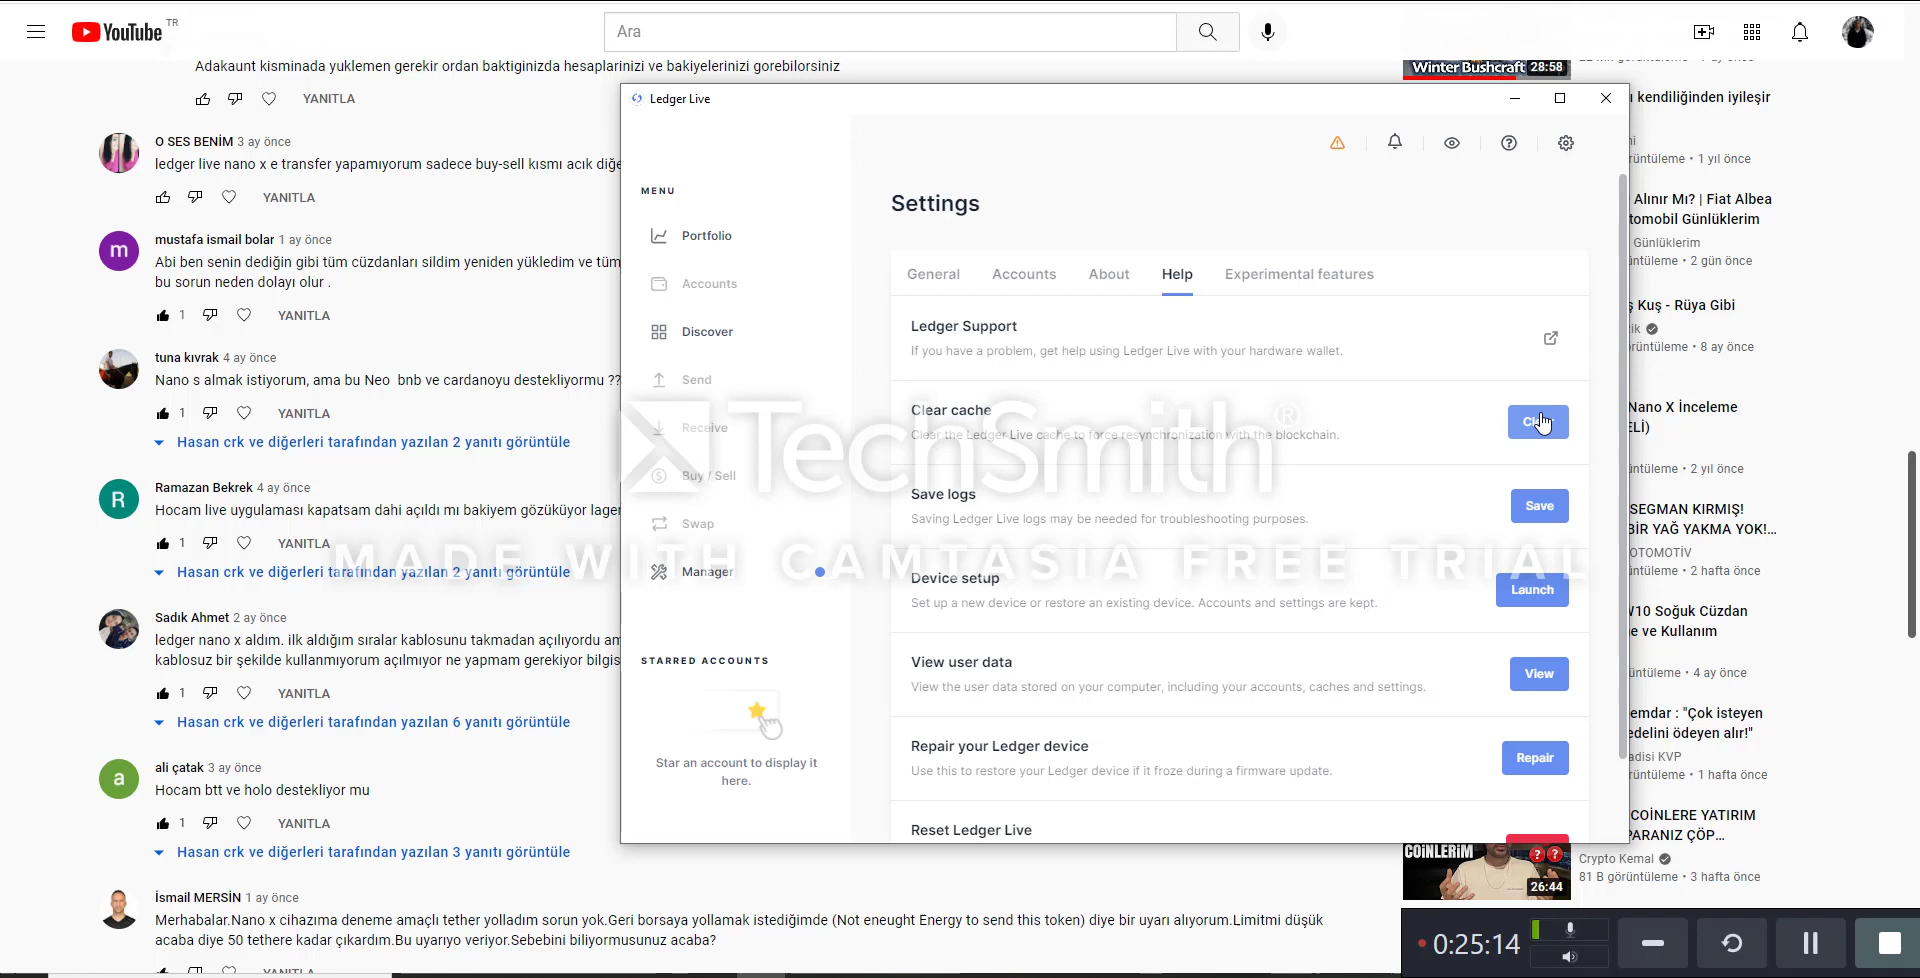 YouTube TR
Ara
Adakaunt kisminada yuklemen gerekir ordan baktiginizda hesaplarinizi ve bakiyelerinizi gorebilorsiniz
YANITLA
O SES BENİM 3 ay önce
ledger live nano x e transfer yapamıyorum sadece buy-sell kısmı acık diğe
YANITLA
mustafa ismail bolar 1 ay önce
Abi ben senin dediğin gibi tüm cüzdanları sildim yeniden yükledim ve tüm
bu sorun neden dolayı olur .
1 YANITLA
tuna kıvrak 4 ay önce
Nano s almak istiyorum, ama bu Neo bnb ve cardanoyu destekliyormu ??
1 YANITLA
Hasan crk ve diğerleri tarafından yazılan 2 yanıtı görüntüle
R
Ramazan Bekrek 4 ay önce
Hocam live uygulaması kapatsam dahi açıldı mı bakiyem gözüküyor lager
1 YANITLA
Hasan crk ve diğerleri tarafından yazılan 2 yanıtı görüntüle
Sadık Ahmet 2 ay önce
ledger nano x aldım. ilk aldığım sıralar kablosunu takmadan açılıyordu am
kablosuz bir şekilde kullanmıyorum açılmıyor ne yapmam gerekiyor bilgis
1 YANITLA
Hasan crk ve diğerleri tarafından yazılan 6 yanıtı görüntüle
a
ali çatak 3 ay önce
Hocam btt ve holo destekliyor mu
1 YANITLA
Hasan crk ve diğerleri tarafından yazılan 3 yanıtı görüntüle
İsmail MERSİN 1 ay önce
Merhabalar.Nano x cihazıma deneme amaçlı tether yolladım sorun yok.Geri borsaya yollamak istediğimde (Not eneught Energy to send this token) diye bir uyarı alıyorum.Limitmi düşük
acaba diye 50 tethere kadar çıkardım.Bu uyarıyo veriyor.Sebebini biliyormusunuz acaba?
m
Ledger Live
MENU
Portfolio
Accounts
Discover
Send
Receive
Buy / Sell
Swap
Manager
STARRED ACCOUNTS
Star an account to display it
here.
Settings
General Accounts About Help Experimental features
Ledger Support
If you have a problem, get help using Ledger Live with your hardware wallet.
Clear cache
Clear the Ledger Live cache to force resynchronization with the blockchain.
Save logs
Saving Ledger Live logs may be needed for troubleshooting purposes.
Save
Device setup
Set up a new device or restore an existing device. Accounts and settings are kept.
Launch
View user data
View the user data stored on your computer, including your accounts, caches and settings.
View
Repair your Ledger device
Use this to restore your Ledger device if it froze during a firmware update.
Repair
Reset Ledger Live
TechSmith®
MADE WITH CAMTASIA FREE TRIAL
Winter Bushcraft 28:58
kendiliğinden iyileşir
rüntüleme • 1 yıl önce
Alınır Mı? | Fiat Albea
tomobil Günlüklerim
Günlüklerim
üntüleme • 2 gün önce
ş Kuş - Rüya Gibi
rüntüleme • 8 ay önce
Nano X İnceleme
ELİ)
üntüleme • 2 yıl önce
SEGMAN KIRMIŞ!
BİR YAĞ YAKMA YOK!...
OTOMOTİV
üntüleme • 2 hafta önce
W10 Soğuk Cüzdan
e ve Kullanım
üntüleme • 4 ay önce
emdar : "Çok isteyen
edelini ödeyen alır!"
adisi KVP
rüntüleme • 1 hafta önce
COİNLERE YATIRIM
PARANIZ ÇÖP...
Crypto Kemal
81 B görüntüleme • 3 hafta önce
COİNLERİM
??
26:44
0:25:14